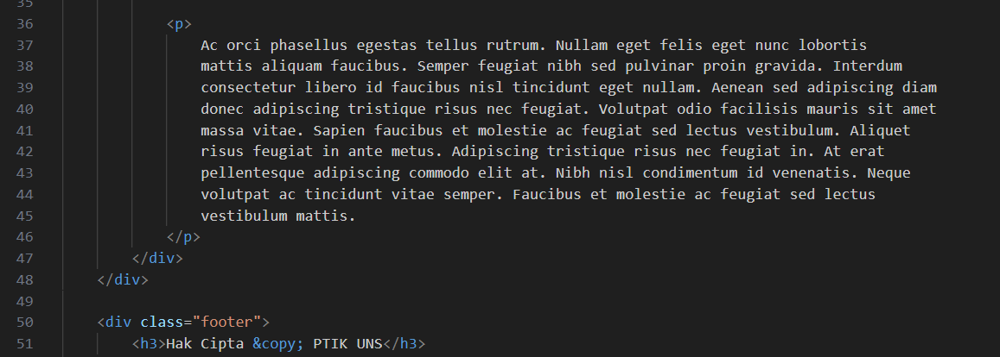 35
36 <p>
37 Ac orci phasellus egestas tellus rutrum. Nullam eget felis eget nunc lobortis
38 mattis aliquam faucibus. Semper feugiat nibh sed pulvinar proin gravida. Interdum
39 consectetur libero id faucibus nisl tincidunt eget nullam. Aenean sed adipiscing diam
40 donec adipiscing tristique risus nec feugiat. Volutpat odio facilisis mauris sit amet
41 massa vitae. Sapien faucibus et molestie ac feugiat sed lectus vestibulum. Aliquet
42 risus feugiat in ante metus. Adipiscing tristique risus nec feugiat in. At erat
43 pellentesque adipiscing commodo elit at. Nibh nisl condimentum id venenatis. Neque
44 volutpat ac tincidunt vitae semper. Faucibus et molestie ac feugiat sed lectus
45 vestibulum mattis.
46 </p>
47 </div>
48 </div>
49
50 <div class="footer">
51 <h3>Hak Cipta &copy; PTIK UNS</h3>